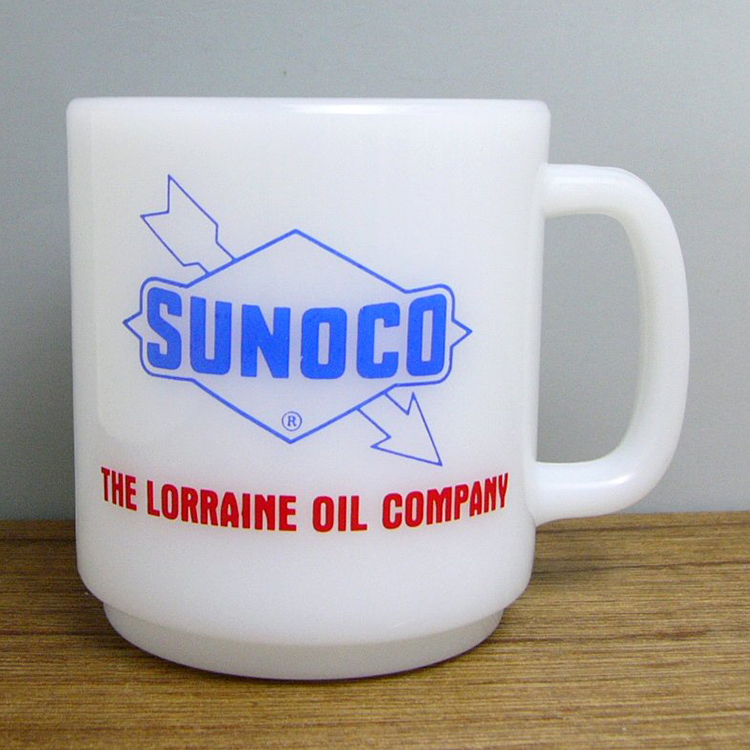 SUNOCO
®
THE LORRAINE OIL COMPANY